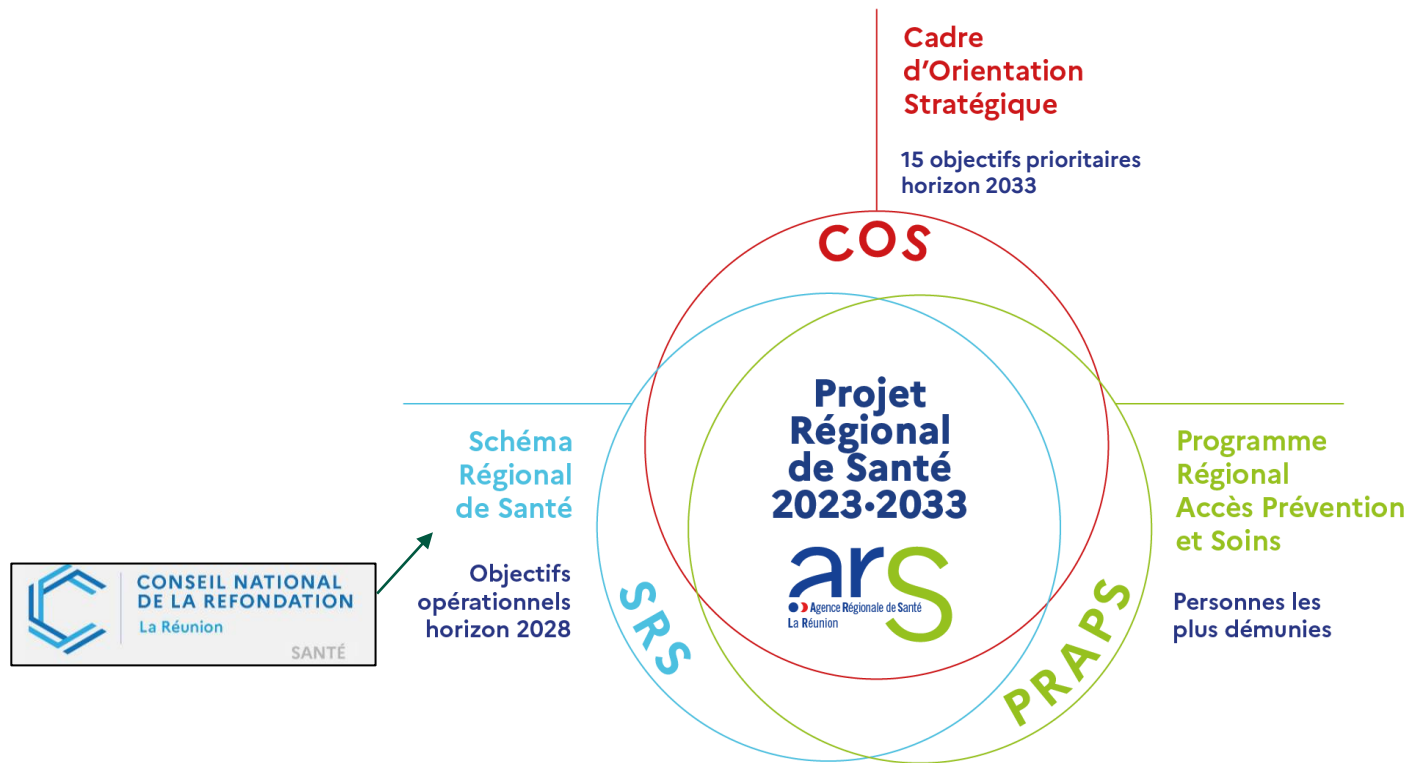 Cadre
d'Orientation
Stratégique
15 objectifs prioritaires
horizon 2033
COS
Projet
Régional
de Santé
2023•2033
ars
Agence Régionale de Santé
La Réunion
Schéma
Régional
de Santé
Objectifs
opérationnels
horizon 2028
SRS
CONSEIL NATIONAL
DE LA REFONDATION
La Réunion
SANTÉ
Programme
Régional
Accès Prévention
et Soins
Personnes les
plus démunies
PRAPS